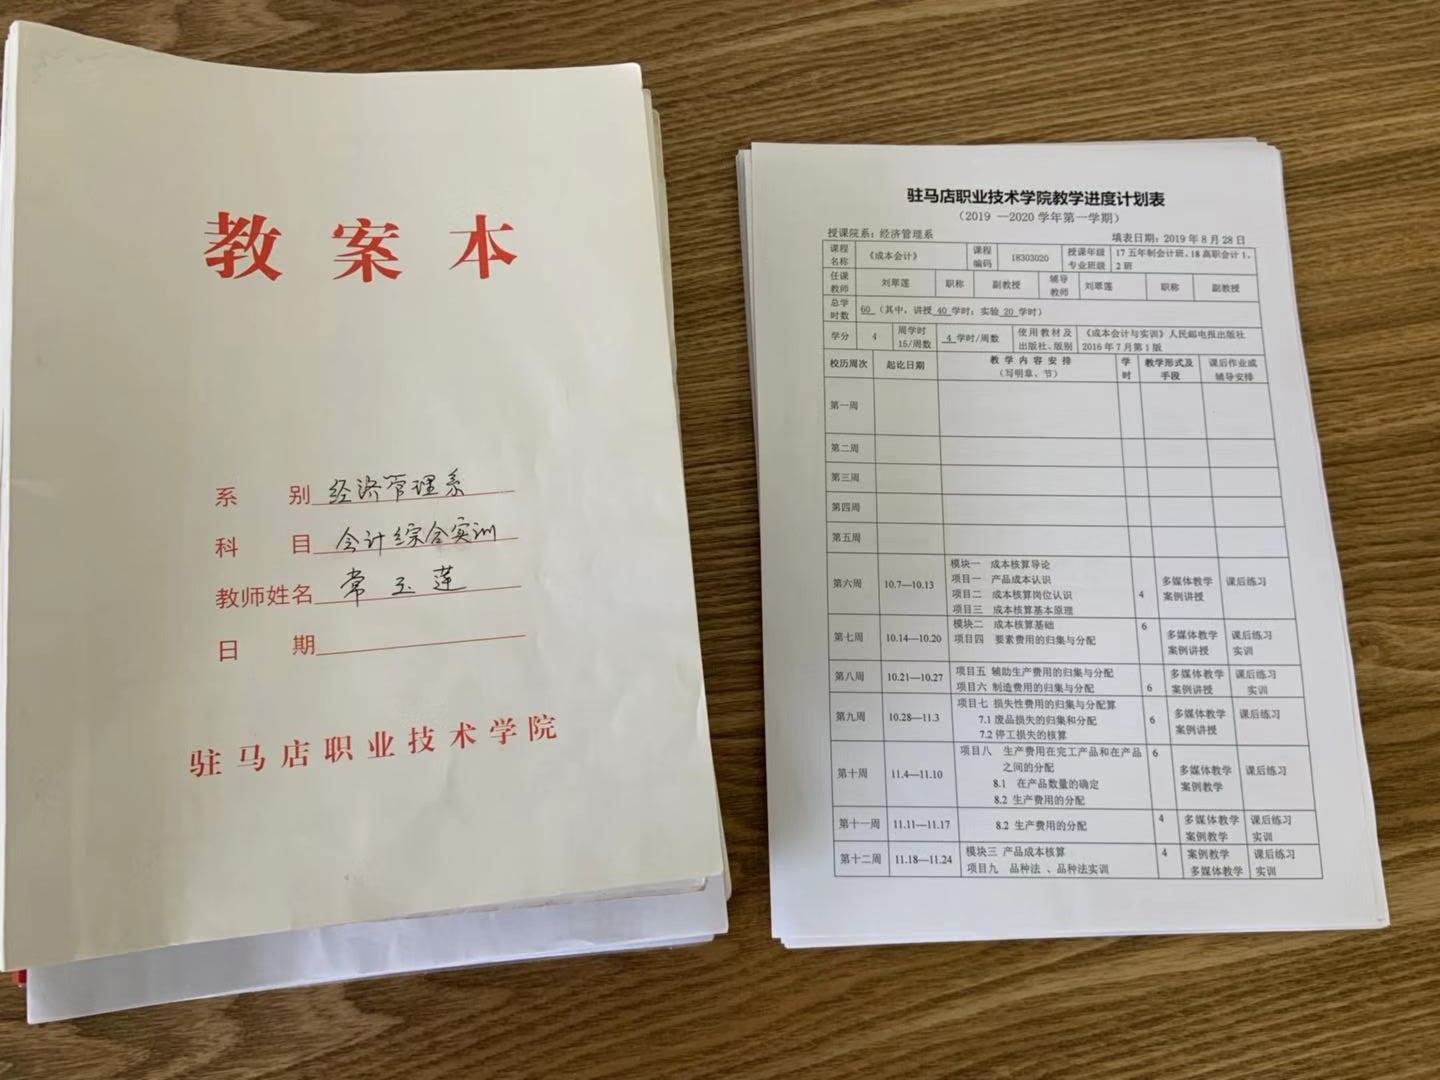 教案本
系 别 经济管理系
科 目 会计综合实训
教师姓名 常玉莲
日 期
驻马店职业技术学院
驻马店职业技术学院教学进度计划表
（2019 —2020 学年第一学期）
授课院系：经济管理系 填表日期：2019 年 8 月 28 日
课程名称 《成本会计》 课程编码 18303020 授课年级专业班级 17 五年制会计班、18 高职会计 1、2 班
任课教师 刘翠莲 职称 副教授 辅导教师 刘翠莲 职称 副教授
总学时数 60 （其中，讲授 40 学时；实验 20 学时）
学分 4 周学时15/周数 4 学时/周数 使用教材及出版社、版别 《成本会计与实训》人民邮电报出版社 2016 年 7 月第 1 版
校历周次 起讫日期 教 学 内 容 安 排（写明章、节） 学时 教学形式及手段 课后作业或辅导安排
第一周
第二周
第三周
第四周
第五周
第六周 10.7—10.13 模块一 成本核算导论
项目一 产品成本认识
项目二 成本核算岗位认识
项目三 成本核算基本原理 4 多媒体教学 案例讲授 课后练习
第七周 10.14—10.20 模块二 成本核算基础
项目四 要素费用的归集与分配 6 多媒体教学 案例讲授 课后练习 实训
第八周 10.21—10.27 项目五 辅助生产费用的归集与分配
项目六 制造费用的归集与分配 6 多媒体教学 案例讲授 课后练习 实训
第九周 10.28—11.3 项目七 损失性费用的归集与分配算
7.1 废品损失的归集和分配
7.2 停工损失的核算 6 多媒体教学 案例讲授 课后练习
第十周 11.4—11.10 项目八 生产费用在完工产品和在产品之间的分配
8.1 在产品数量的确定
8.2 生产费用的分配 6 多媒体教学 案例教学 课后练习
第十一周 11.11—11.17 8.2 生产费用的分配 4 多媒体教学 案例教学 课后练习 实训
第十二周 11.18—11.24 模块三 产品成本核算
项目九 品种法 、品种法实训 4 案例教学 多媒体教学 课后练习 实训